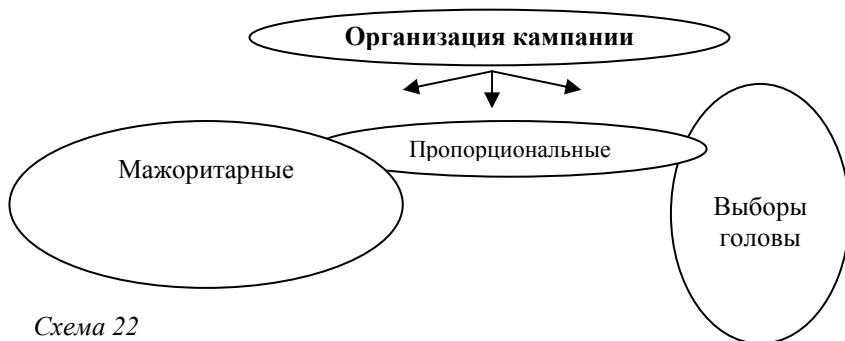 Организация кампании
Пропорциональные
Мажоритарные
Выборы
головы
Схема 22